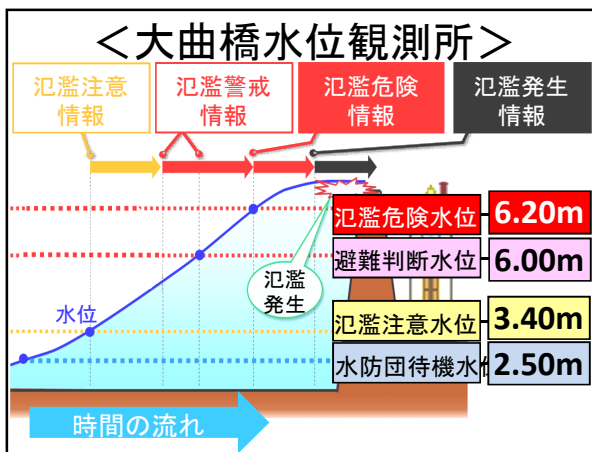 ＜大曲橋水位観測所＞
氾濫注意
情報
氾濫警戒
情報
氾濫危険
情報
氾濫発生
情報
氾濫危険水位 6.20m
避難判断水位 6.00m
氾濫
発生
水位
氾濫注意水位 3.40m
水防団待機水 2.50m
時間の流れ